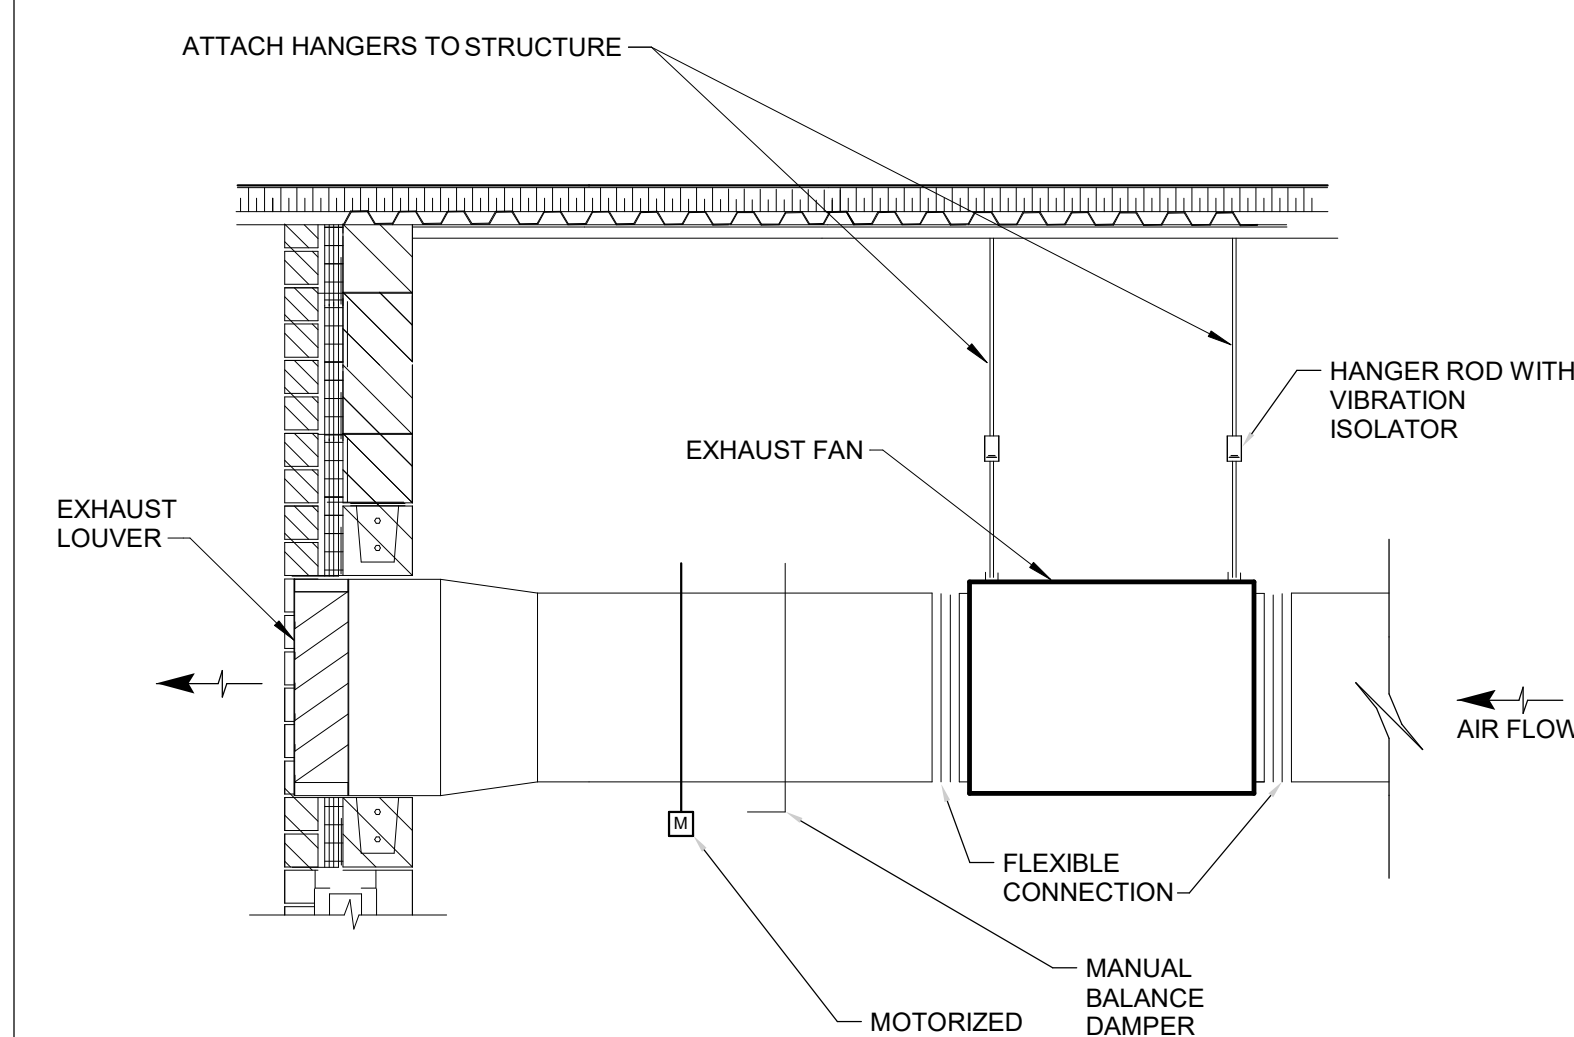 ATTACH HANGERS TO STRUCTURE
HANGER ROD WITH
VIBRATION
ISOLATOR
EXHAUST FAN
EXHAUST
LOUVER
AIR FLOW
M
FLEXIBLE
CONNECTION
MANUAL
BALANCE
DAMPER
MOTORIZED